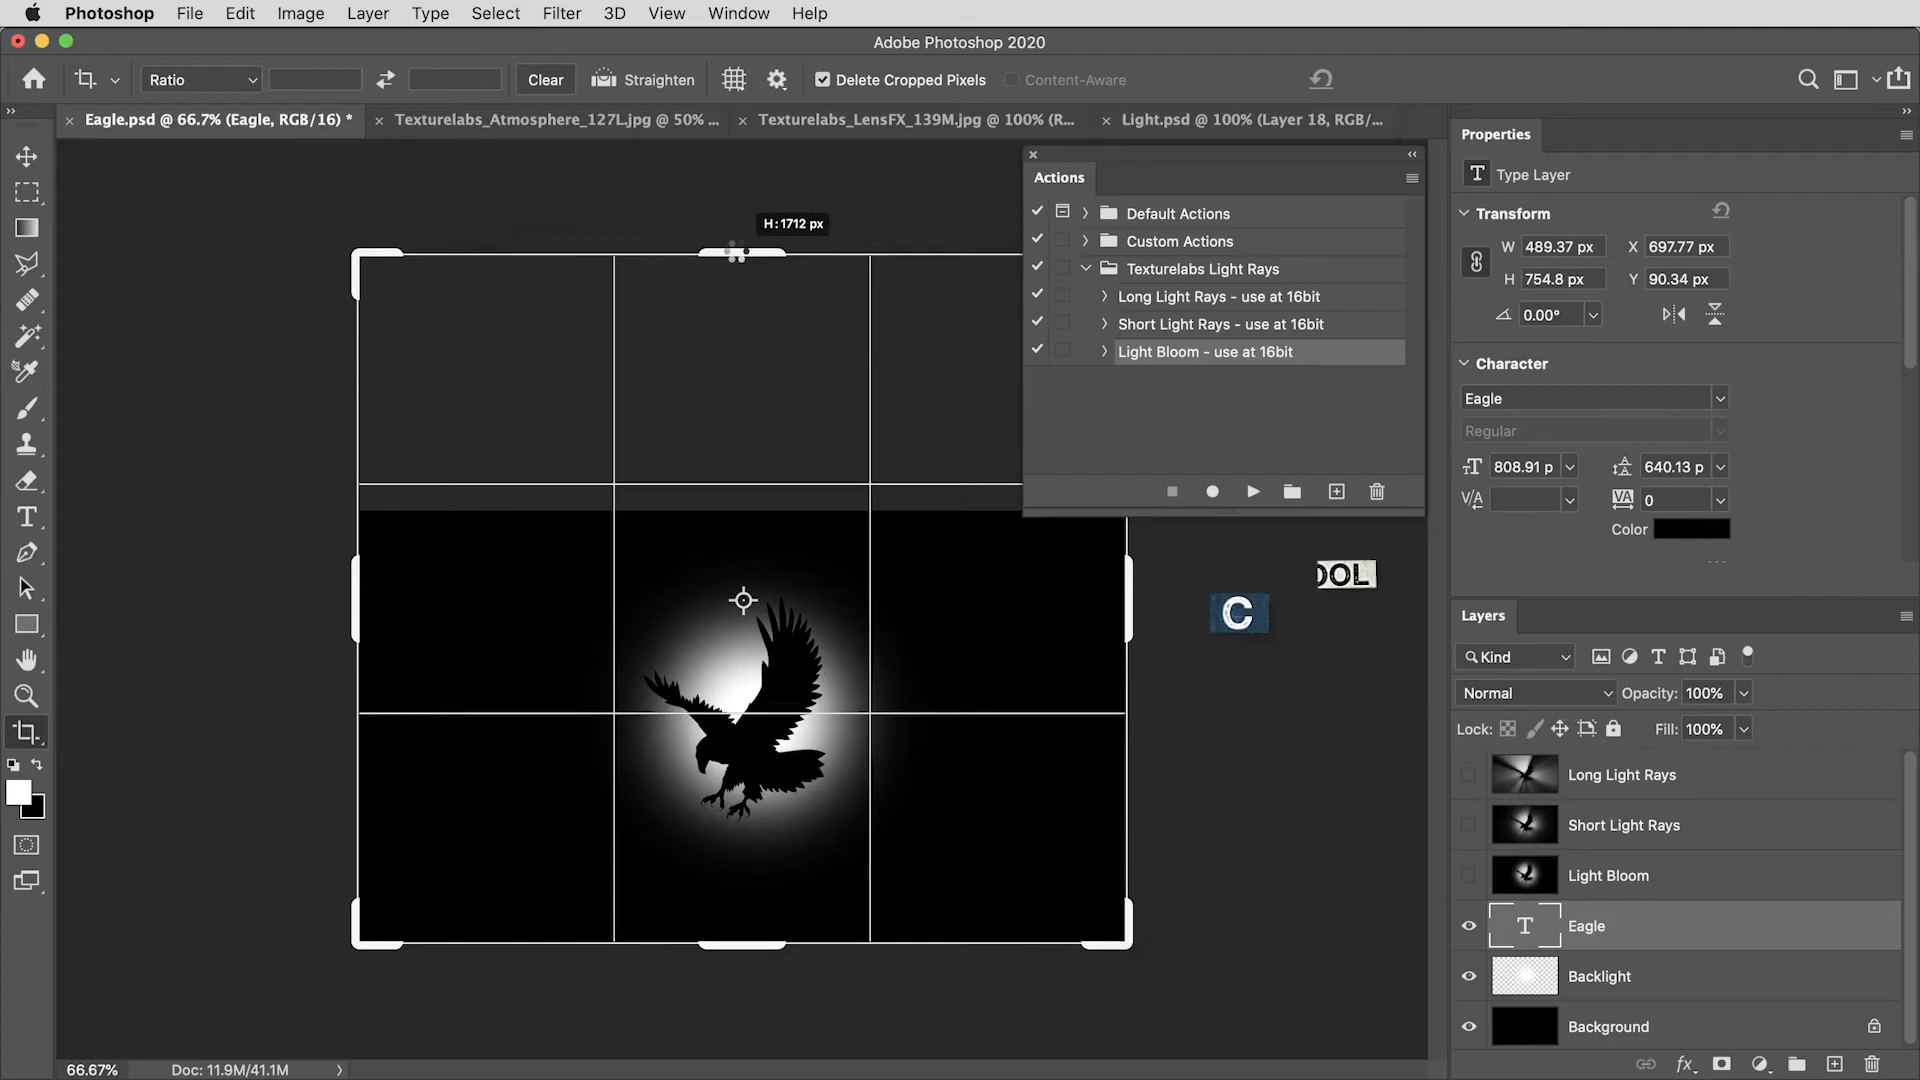 Photoshop File Edit Image Layer Type Select Filter 3D View Window Help
Adobe Photoshop 2020
Ratio Clear Straighten Delete Cropped Pixels Content-Aware
Eagle.psd @ 66.7% (Eagle, RGB/16) * Texturelabs_Atmosphere_127L.jpg @ 50% ... Texturelabs_LensFX_139M.jpg @ 100% (R... Light.psd @ 100% (Layer 18, RGB/...
H: 1712 px
Actions
Default Actions
Custom Actions
Texturelabs Light Rays
Long Light Rays - use at 16bit
Short Light Rays - use at 16bit
Light Bloom - use at 16bit
OOL
C
Properties
T Type Layer
Transform
W 489.37 px X 697.77 px
H 754.8 px Y 90.34 px
0.00°
Character
Eagle
Regular
808.91 p 640.13 p
0
Color
Layers
Kind
Normal Opacity: 100%
Lock: Fill: 100%
Long Light Rays
Short Light Rays
Light Bloom
T Eagle
Backlight
Background
fx
66.67% Doc: 11.9M/41.1M